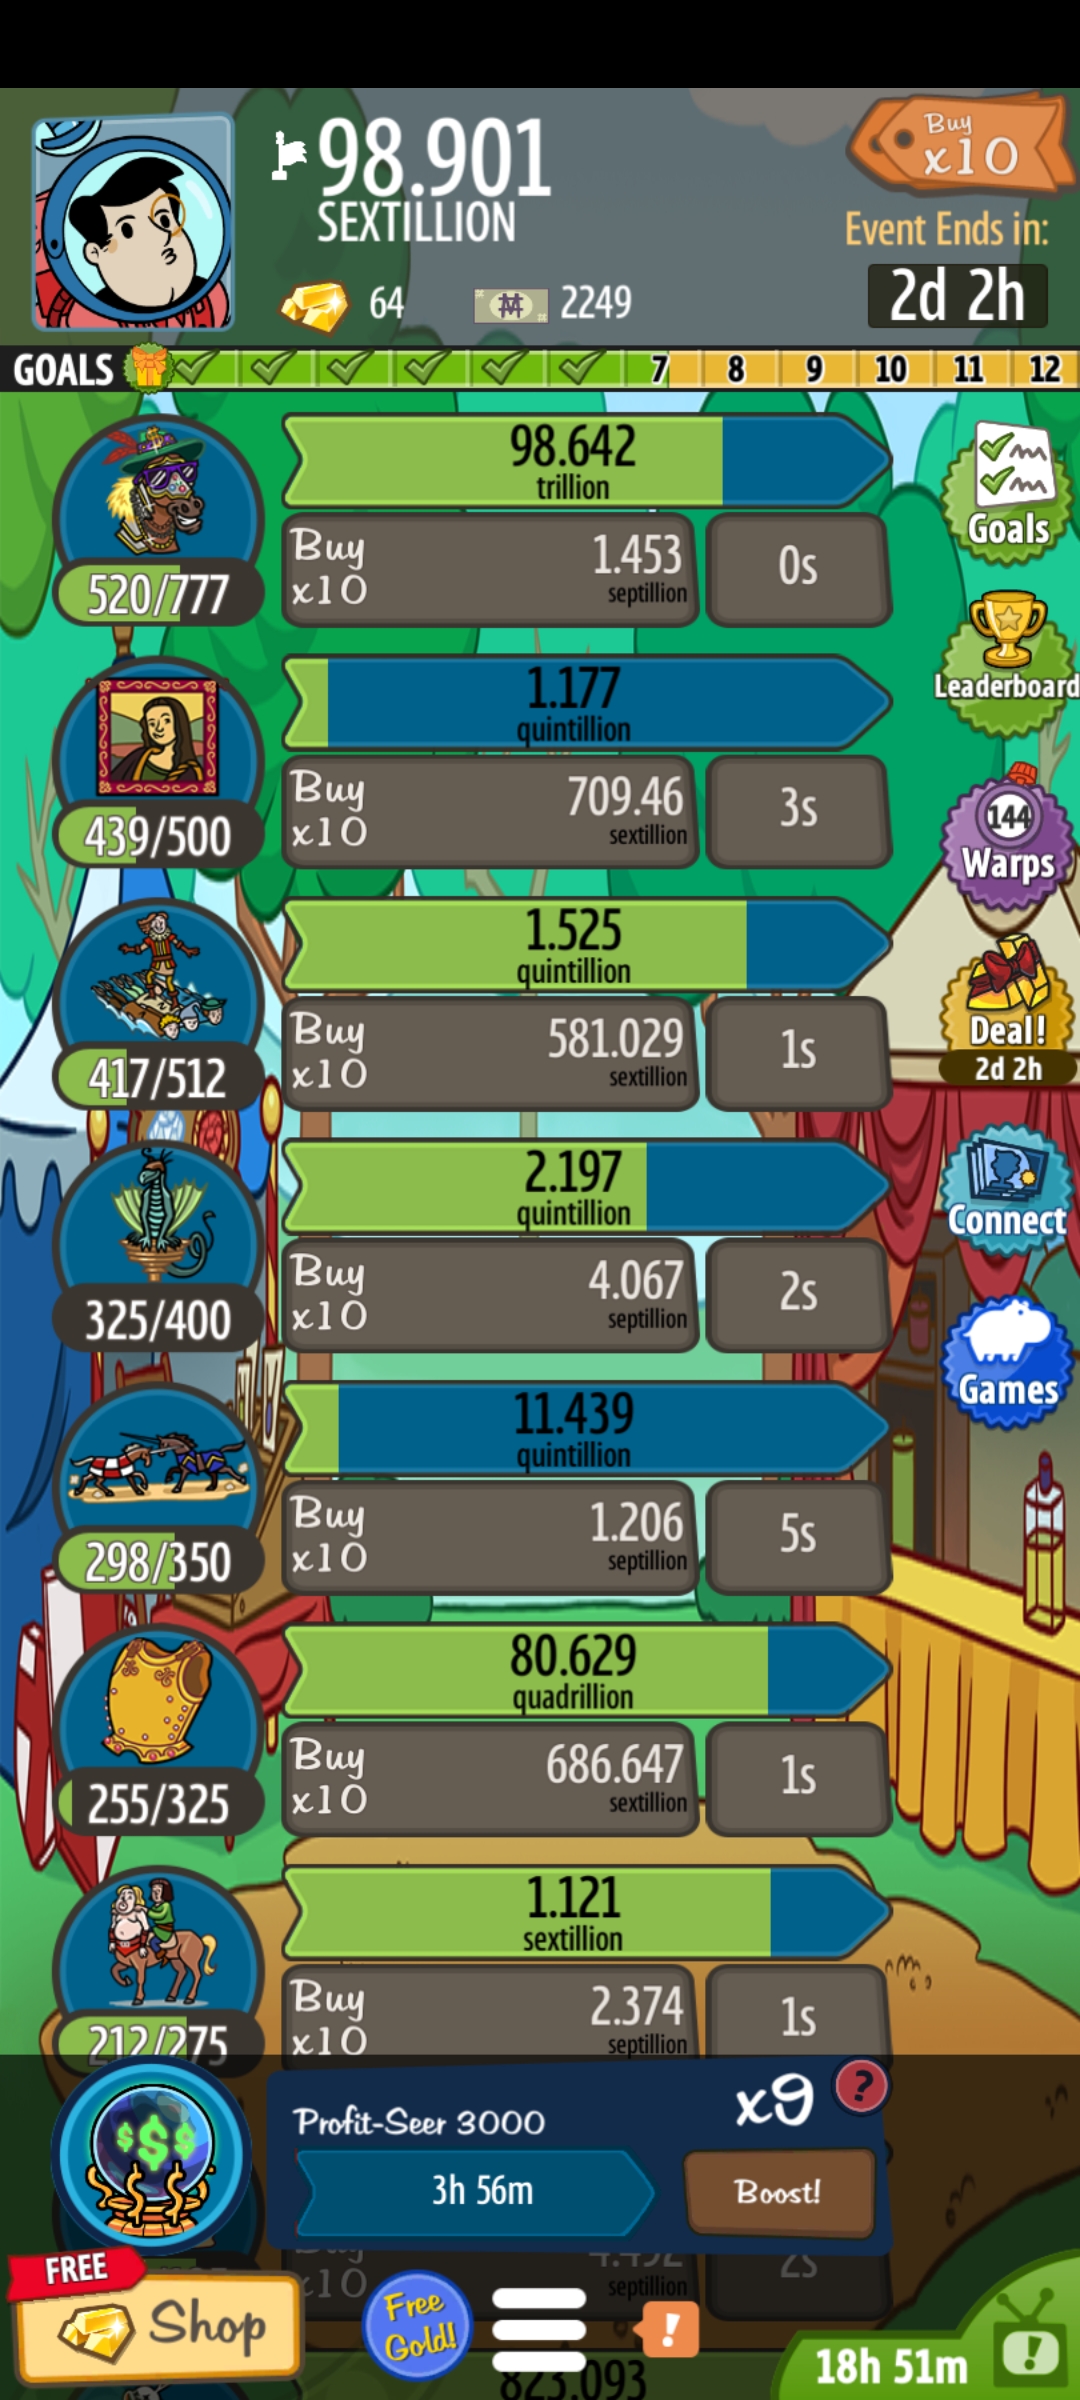 98.901
SEXTILLION
Buy
x10
Event Ends in:
2d 2h
64
2249
GOALS 7 8 9 10 11 12
98.642
trillion
520/777
Buy
x10
1.453
septillion
0s
Goals
1.177
quintillion
439/500
Buy
x10
709.46
sextillion
3s
Leaderboard
144
Warps
1.525
quintillion
417/512
Buy
x10
581.029
sextillion
1s
Deal!
2d 2h
2.197
quintillion
325/400
Buy
x10
4.067
septillion
2s
Connect
Games
11.439
quintillion
298/350
Buy
x10
1.206
septillion
5s
80.629
quadrillion
255/325
Buy
x10
686.647
sextillion
1s
1.121
sextillion
212/275
Buy
x10
2.374
septillion
1s
$$$
Profit-Seer 3000
x9
?
3h 56m
Boost!
x10
septillion
2s
FREE
Shop
Free
Gold!
!
823.093
18h 51m
!